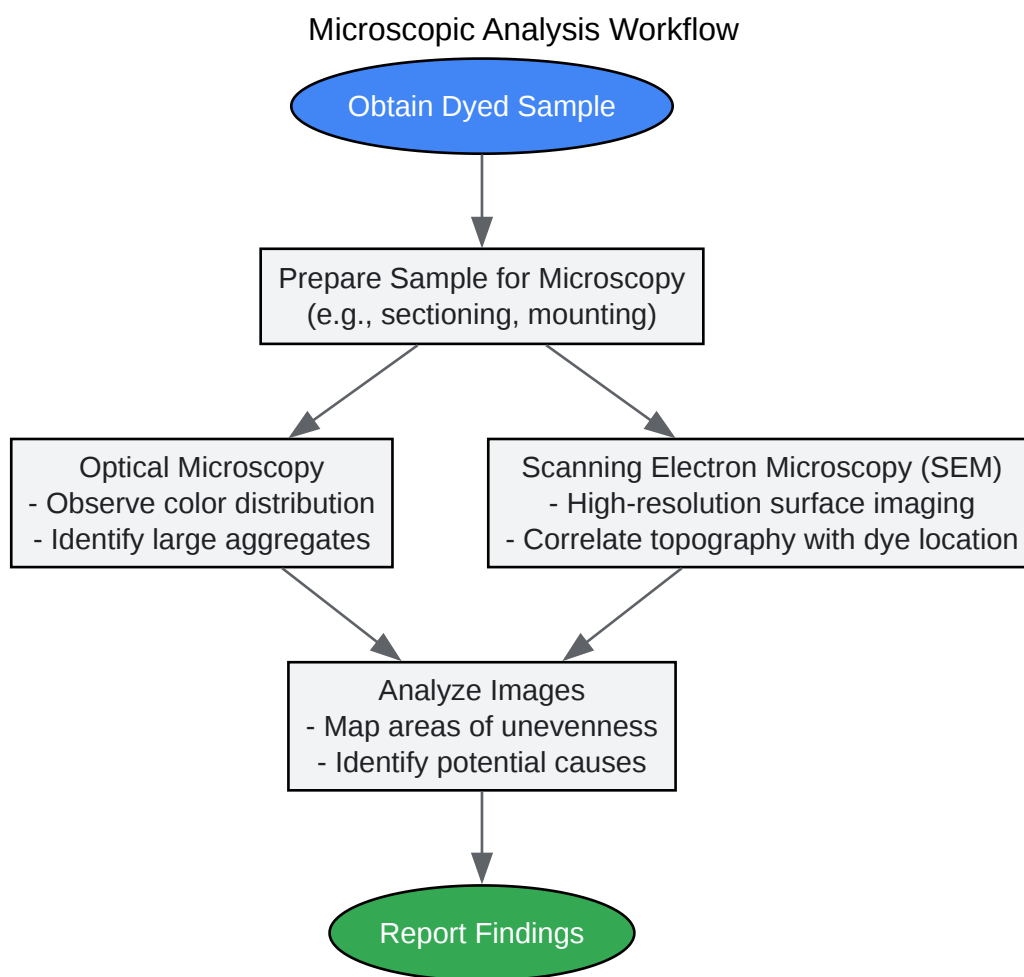 Microscopic Analysis Workflow
Obtain Dyed Sample
Prepare Sample for Microscopy
(e.g., sectioning, mounting)
Optical Microscopy
- Observe color distribution
- Identify large aggregates
Scanning Electron Microscopy (SEM)
- High-resolution surface imaging
- Correlate topography with dye location
Analyze Images
- Map areas of unevenness
- Identify potential causes
Report Findings